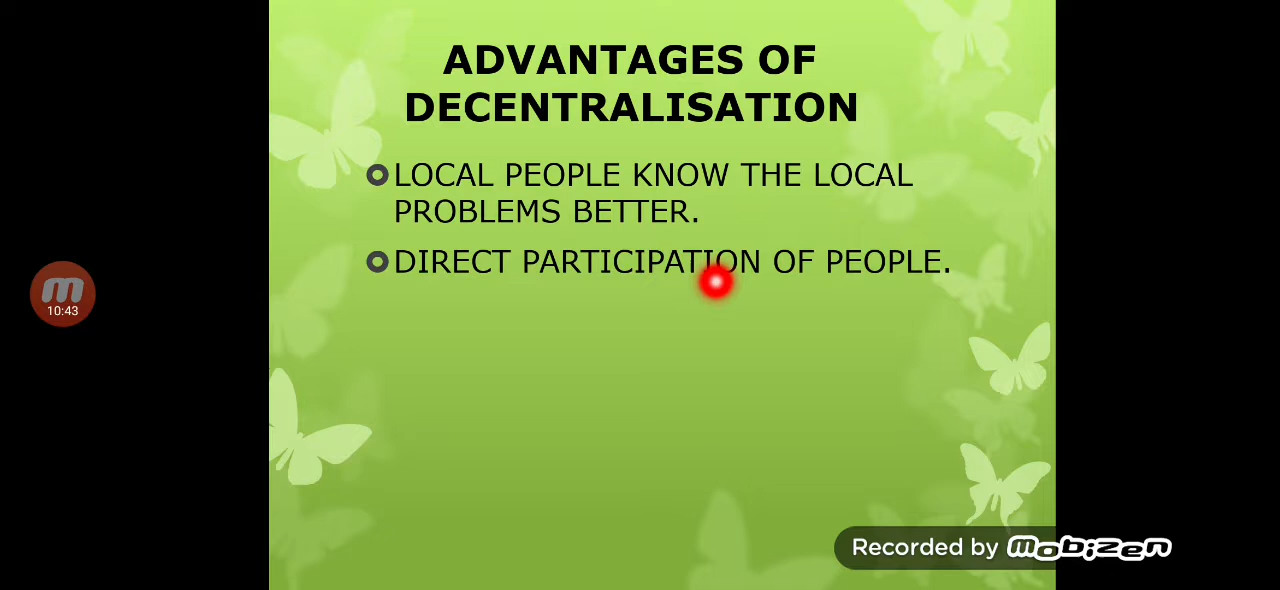 ADVANTAGES OF
DECENTRALISATION
LOCAL PEOPLE KNOW THE LOCAL
PROBLEMS BETTER.
DIRECT PARTICIPATION OF PEOPLE.
10:43
Recorded by mobizen